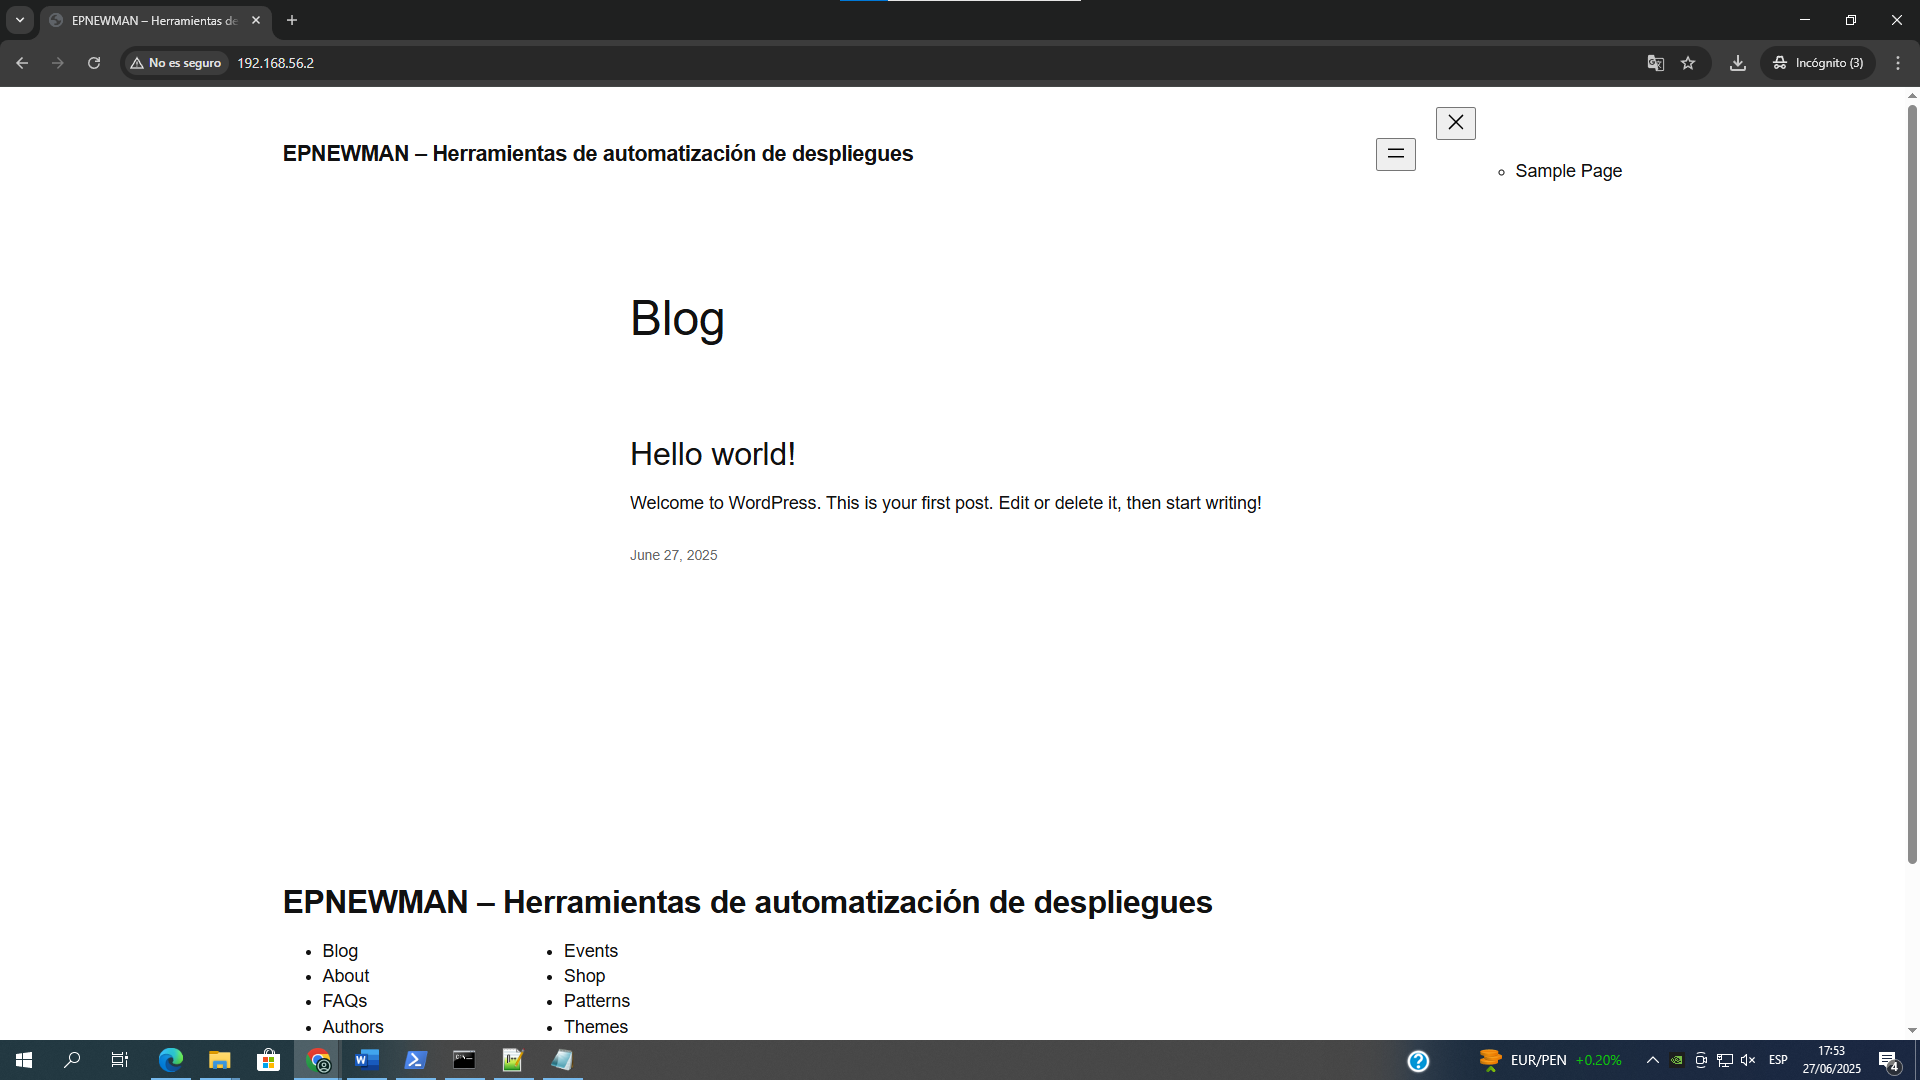 EPNEWMAN – Herramientas de
No es seguro
192.168.56.2
Incógnito (3)
EPNEWMAN – Herramientas de automatización de despliegues
Sample Page
Blog
Hello world!
Welcome to WordPress. This is your first post. Edit or delete it, then start writing!
June 27, 2025
EPNEWMAN – Herramientas de automatización de despliegues
Blog
About
FAQs
Authors
Events
Shop
Patterns
Themes
EUR/PEN +0.20%
ESP
17:53
27/06/2025
4